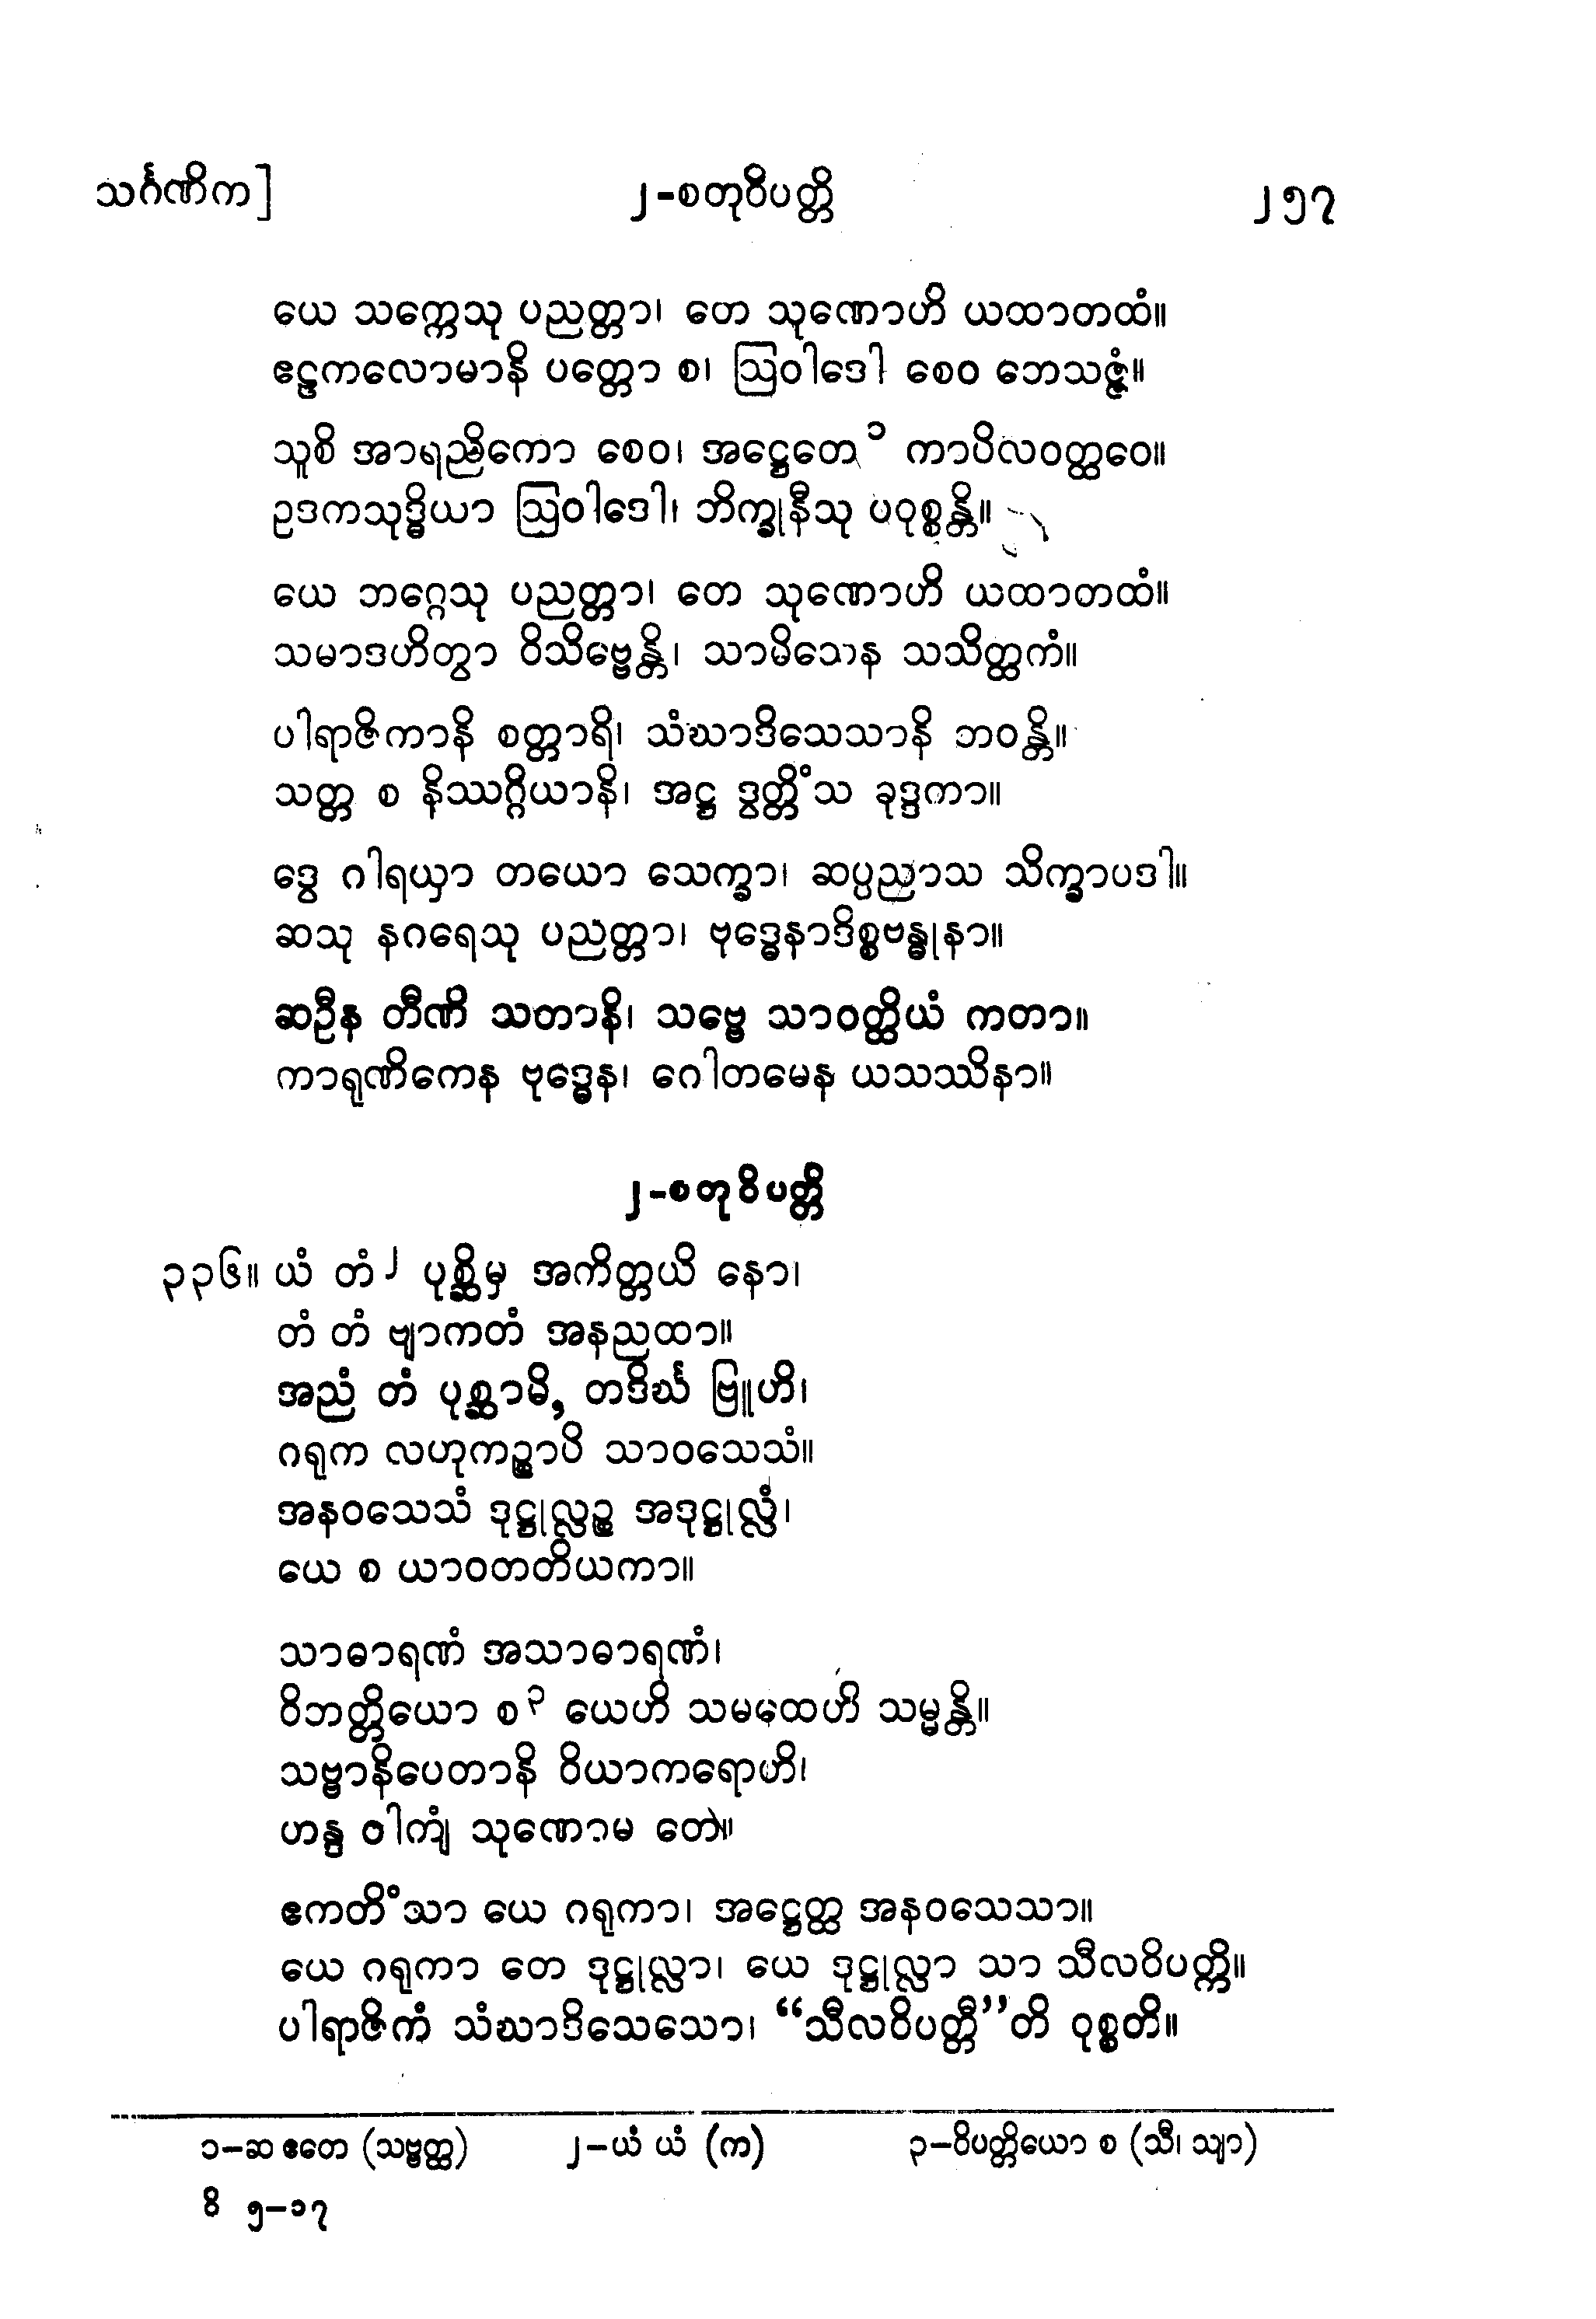 သင်္ဂဏိက]
၂-စတုဝိပတ္တိ
၂၅၇
ယေ သက္ကေသု ပညတ္တာ၊ တေ သုဏောဟိ ယထာတထံ။
ဧဠကလောမာနိ ပတ္တော စ၊ ဩဝါဒေါ စေဝ ဘေသဇ္ဇံ။
သူစိ အာရညိကော စေဝ၊ အဋ္ဌေတေ ၁ ကာပိလဝတ္ထဝေ။
ဥဒကသုဒ္ဓိယာ ဩဝါဒေါ၊ ဘိက္ခုနီသု ပဝုစ္စန္တိ။
ယေ ဘဂ္ဂေသု ပညတ္တာ၊ တေ သုဏောဟိ ယထာတထံ။
သမာဒဟိတွာ ဝိသိဗ္ဗေန္တိ၊ သာမိသေန သသိတ္ထကံ။
ပါရာဇိကာနိ စတ္တာရိ၊ သံဃာဒိသေသာနိ ဘဝန္တိ။
သတ္တ စ နိဿဂ္ဂိယာနိ၊ အဋ္ဌ ဒွတ္တိံသ ခုဒ္ဒကာ။
ဒွေ ဂါရယှာ တယော သေက္ခာ၊ ဆပ္ပညာသ သိက္ခာပဒါ။
ဆသု နဂရေသု ပညတ္တာ၊ ဗုဒ္ဓေနာဒိစ္စဗန္ဓုနာ။
ဆဦန တီဏိ သတာနိ၊ သဗ္ဗေ သာဝတ္ထိယံ ကတာ။
ကာရုဏိကေန ဗုဒ္ဓေန၊ ဂေါတမေန ယသဿိနာ။
၂-စတုဝိပတ္တိ
၃၃၆။ ယံ တံ ၂ ပုစ္ဆိမှ အကိတ္တယိ နော၊
တံ တံ ဗျာကတံ အနညထာ။
အညံ တံ ပုစ္ဆာမိ, တဒိင်္ဃ ဗြူဟိ၊
ဂရုက လဟုကဉ္စာပိ သာဝသေသံ။
အနဝသေသံ ဒုဋ္ဌုလ္လဉ္စ အဒုဋ္ဌုလ္လံ၊
ယေ စ ယာဝတတိယကာ။
သာဓာရဏံ အသာဓာရဏံ၊
ဝိဘတ္တိယော စ ၃ ယေဟိ သမထေဟိ သမ္မန္တိ။
သဗ္ဗာနိပေတာနိ ဝိယာကရောဟိ၊
ဟန္ဒ ဝါကျံ သုဏောမ တေ။
ဧကတိံသာ ယေ ဂရုကာ၊ အဋ္ဌေတ္ထ အနဝသေသာ။
ယေ ဂရုကာ တေ ဒုဋ္ဌုလ္လာ၊ ယေ ဒုဋ္ဌုလ္လာ သာ သီလဝိပတ္တိ။
ပါရာဇိကံ သံဃာဒိသေသော၊ “သီလဝိပတ္တီ”တိ ဝုစ္စတိ။
၁-ဆ ဧတေ (သဗ္ဗတ္ထ)
၂-ယံ ယံ (က)
၃-ဝိပတ္တိယော စ (သီ၊ သျာ)
ဝိ ၅-၁၇